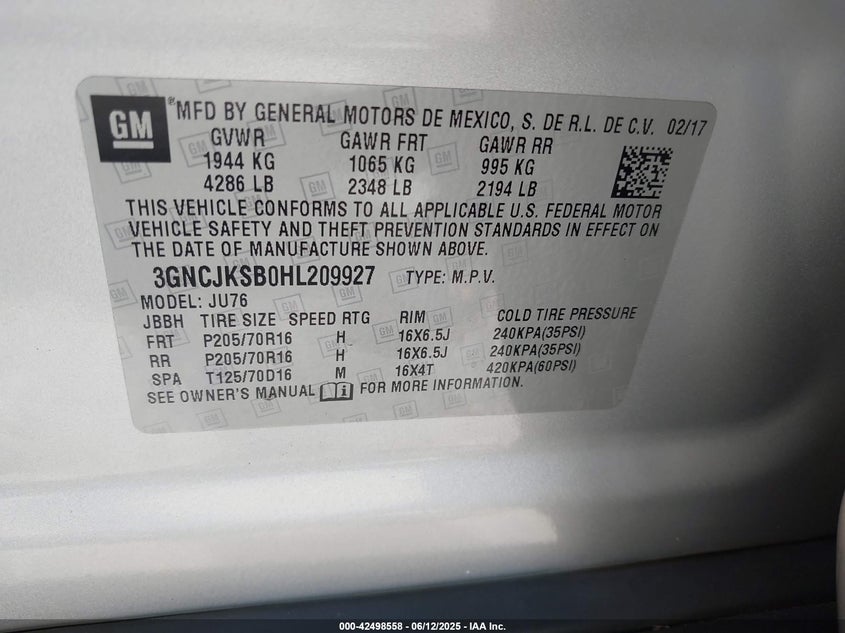 GM ® MFD BY GENERAL MOTORS DE MEXICO, S. DE R.L. DE C.V. 02/17
GVWR GAWR FRT GAWR RR
1944 KG 1065 KG 995 KG
4286 LB 2348 LB 2194 LB
THIS VEHICLE CONFORMS TO ALL APPLICABLE U.S. FEDERAL MOTOR
VEHICLE SAFETY AND THEFT PREVENTION STANDARDS IN EFFECT ON
THE DATE OF MANUFACTURE SHOWN ABOVE.
3GNCJKSB0HL209927 TYPE: M.P.V.
MODEL: JU76
JBBH TIRE SIZE SPEED RTG RIM COLD TIRE PRESSURE
FRT P205/70R16 H 16X6.5J 240KPA(35PSI)
RR P205/70R16 H 16X6.5J 240KPA(35PSI)
SPA T125/70D16 M 16X4T 420KPA(60PSI)
SEE OWNER'S MANUAL FOR MORE INFORMATION.
000-42498558 - 06/12/2025 - IAA Inc.